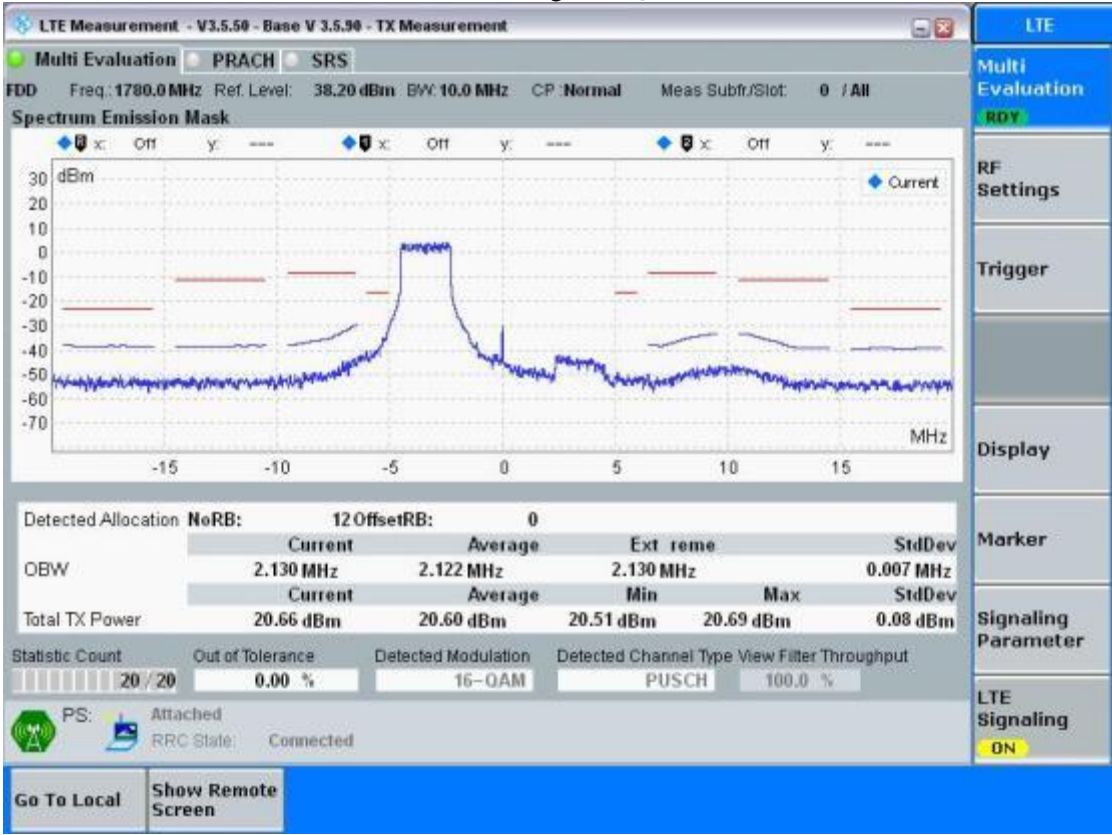 LTE Measurement - V3.5.50 - Base V 3.5.90 - TX Measurement
LTE
Multi Evaluation PRACH SRS
Multi
Evaluation
RDY
FDD Freq.: 1780.0 MHz Ref. Level: 38.20 dBm BW: 10.0 MHz CP :Normal Meas Subfr./Slot: 0 / All
Spectrum Emission Mask
x: Off y: --- x: Off y: --- x: Off y: ---
dBm
Current
30
20
10
0
-10
-20
-30
-40
-50
-60
-70
MHz
-15 -10 -5 0 5 10 15
RF
Settings
Trigger
Display
Marker
Signaling
Parameter
LTE
Signaling
ON
Detected Allocation NoRB: 12 OffsetRB: 0
Current Average Ext reme StdDev
OBW 2.130 MHz 2.122 MHz 2.130 MHz 0.007 MHz
Current Average Min Max StdDev
Total TX Power 20.66 dBm 20.60 dBm 20.51 dBm 20.69 dBm 0.08 dBm
Statistic Count Out of Tolerance Detected Modulation Detected Channel Type View Filter Throughput
20 / 20 0.00 % 16-QAM PUSCH 100.0 %
PS: Attached
RRC State: Connected
Go To Local
Show Remote
Screen